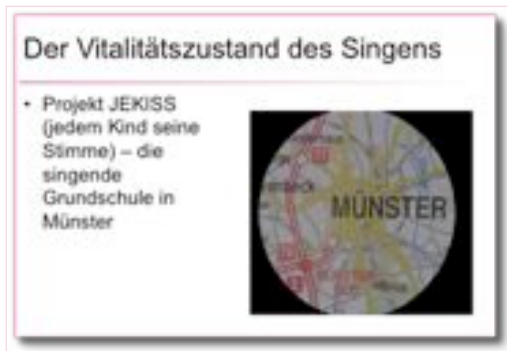 Der Vitalitätszustand des Singens
• Projekt JEKISS
(jedem Kind seine
Stimme) – die
singende
Grundschule in
Münster
MÜNSTER